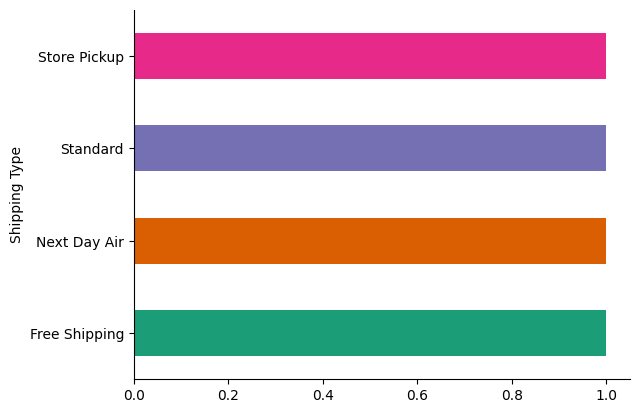 Shipping Type
Store Pickup
Standard
Next Day Air
Free Shipping
0.0 0.2 0.4 0.6 0.8 1.0